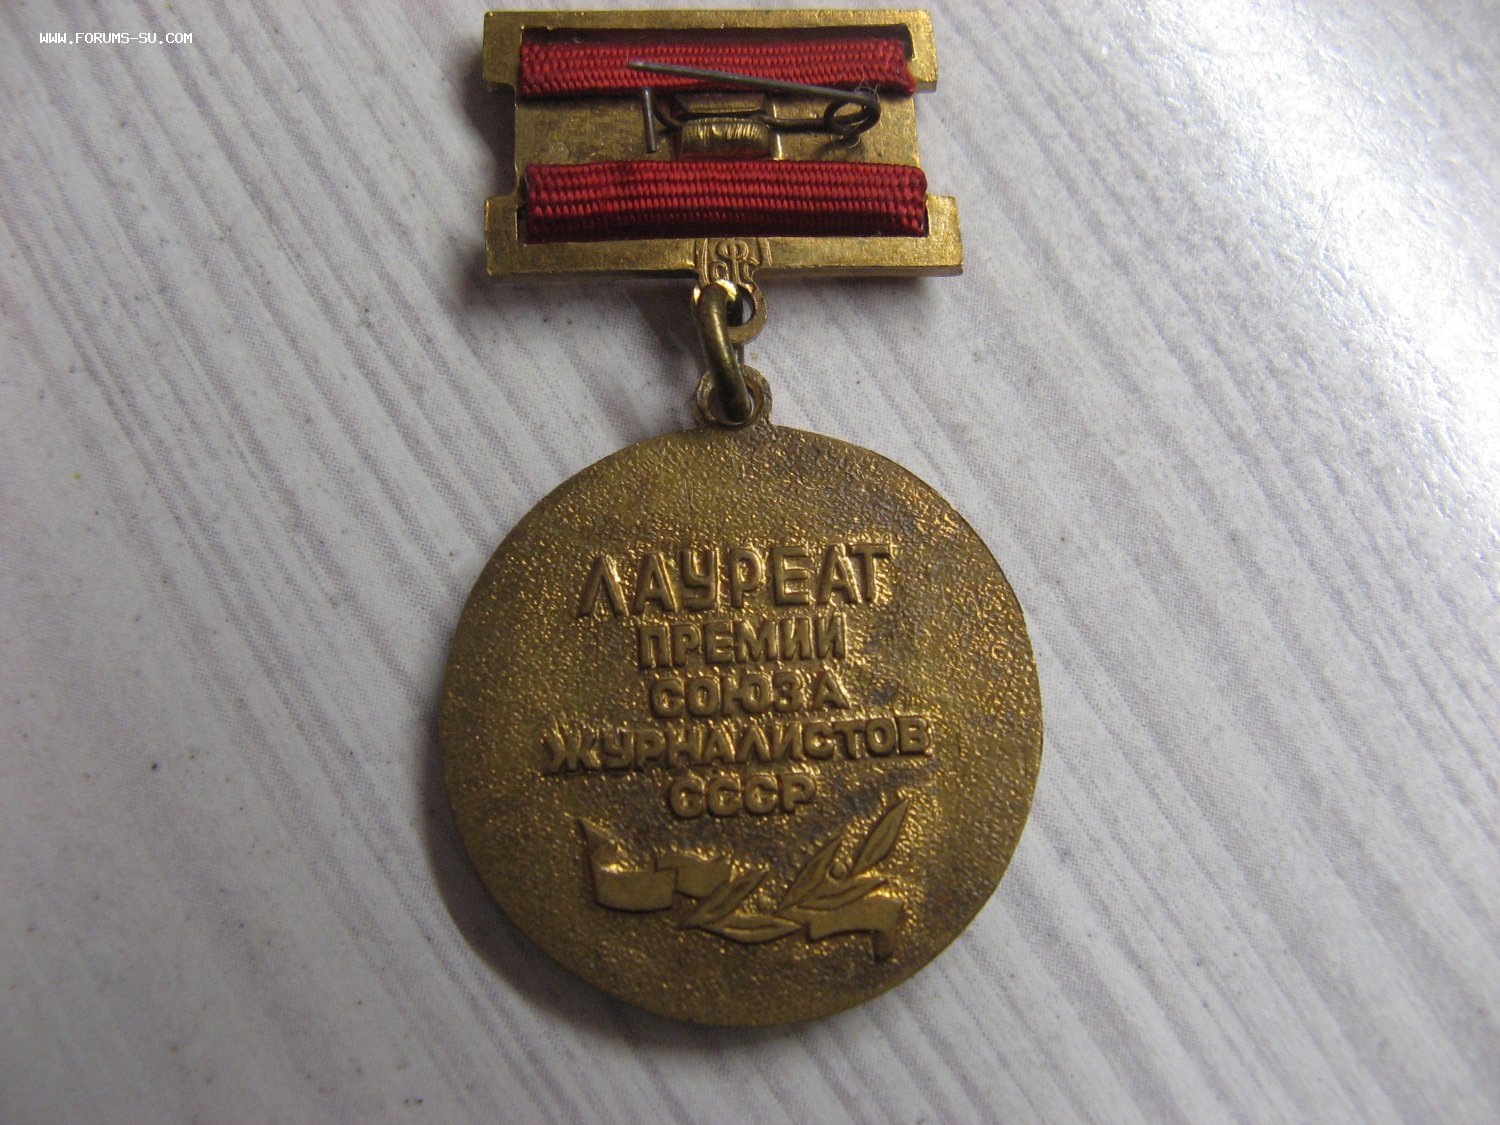 WWW.FORUMS-SU.COM
ЛАУРЕАТ
ПРЕМИИ
СОЮЗА
ЖУРНАЛИСТОВ
СССР